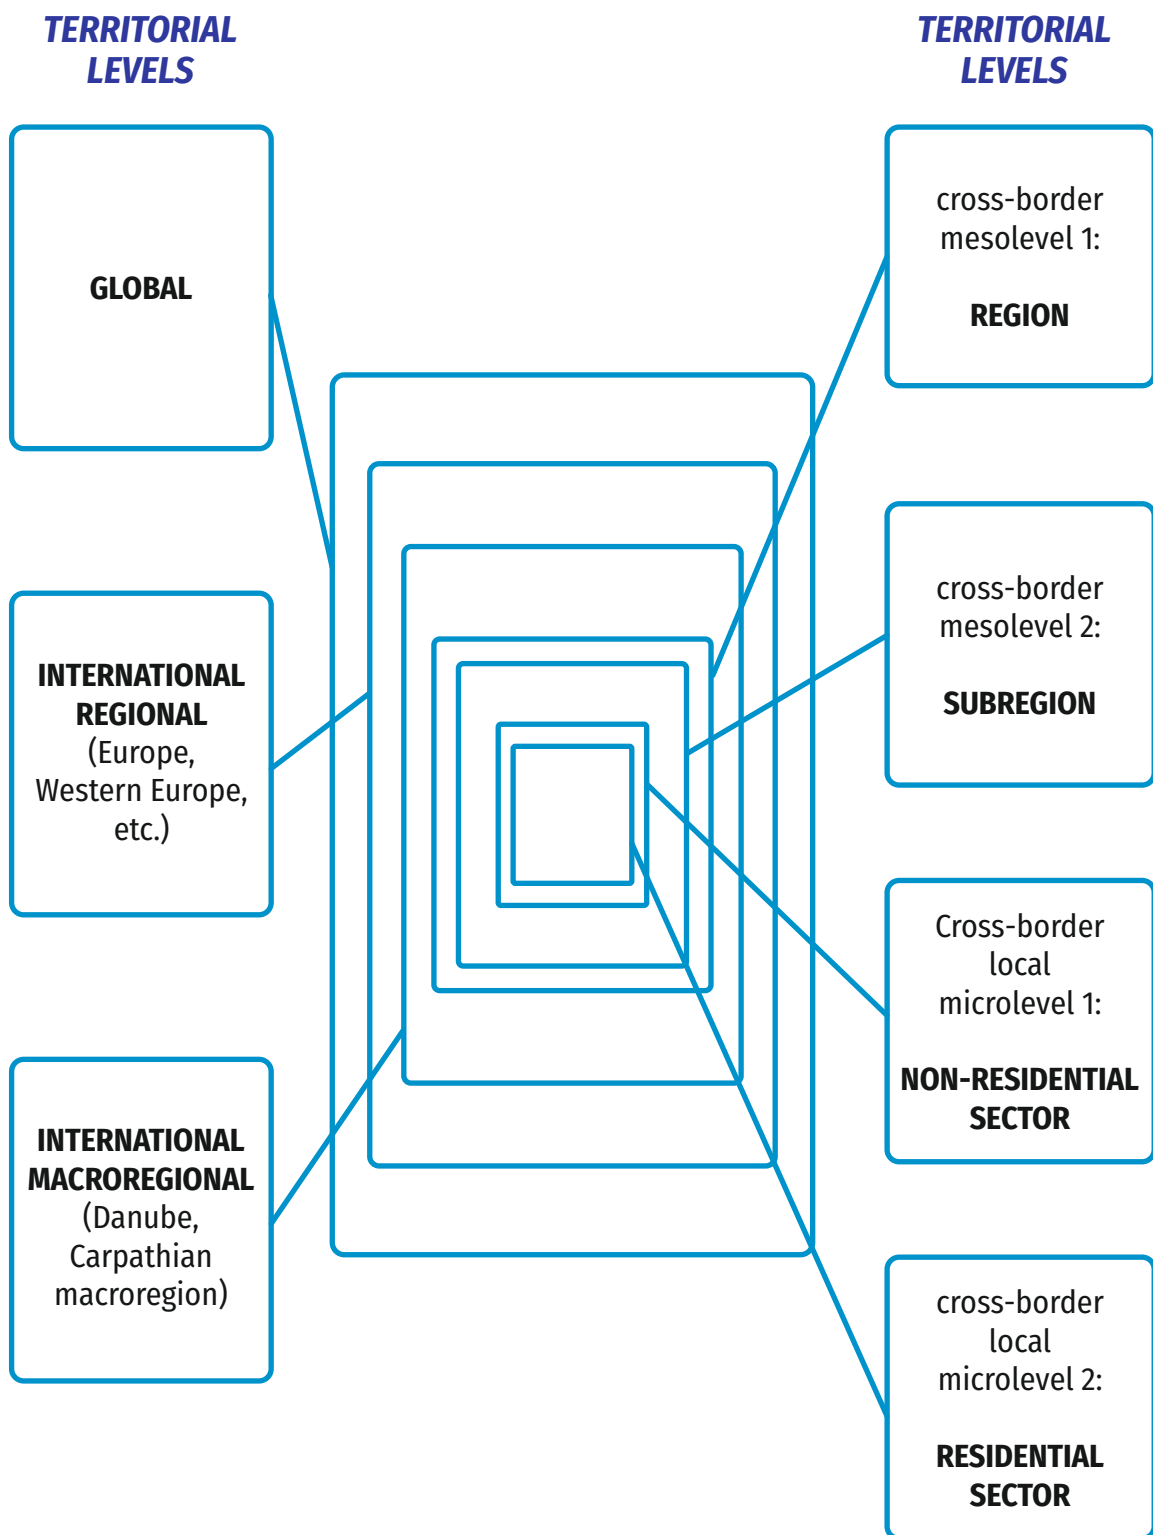 TERRITORIAL
LEVELS
GLOBAL
INTERNATIONAL
REGIONAL
(Europe,
Western Europe,
etc.)
INTERNATIONAL
MACROREGIONAL
(Danube,
Carpathian
macroregion)
TERRITORIAL
LEVELS
cross-border
mesolevel 1:
REGION
cross-border
mesolevel 2:
SUBREGION
Cross-border
local
microlevel 1:
NON-RESIDENTIAL
SECTOR
cross-border
local
microlevel 2:
RESIDENTIAL
SECTOR